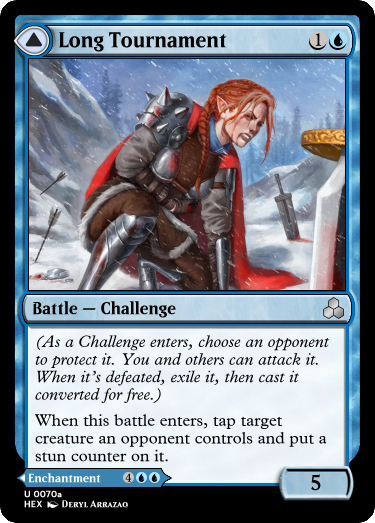 Long Tournament 1
Battle — Challenge
(As a Challenge enters, choose an opponent
to protect it. You and others can attack it.
When it's defeated, exile it, then cast it
converted for free.)
When this battle enters, tap target
creature an opponent controls and put a
stun counter on it.
Enchantment 4
5
U 0070a
HEX Deryl Arrazao